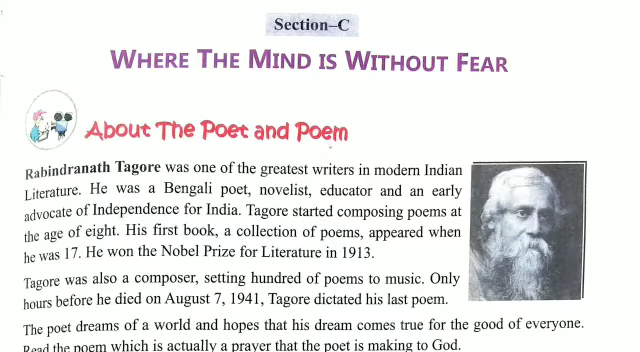 Section–C
WHERE THE MIND IS WITHOUT FEAR
About The Poet and Poem
Rabindranath Tagore was one of the greatest writers in modern Indian
Literature. He was a Bengali poet, novelist, educator and an early
advocate of Independence for India. Tagore started composing poems at
the age of eight. His first book, a collection of poems, appeared when
he was 17. He won the Nobel Prize for Literature in 1913.
Tagore was also a composer, setting hundred of poems to music. Only
hours before he died on August 7, 1941, Tagore dictated his last poem.
The poet dreams of a world and hopes that his dream comes true for the good of everyone.
Read the poem which is actually a prayer that the poet is making to God.